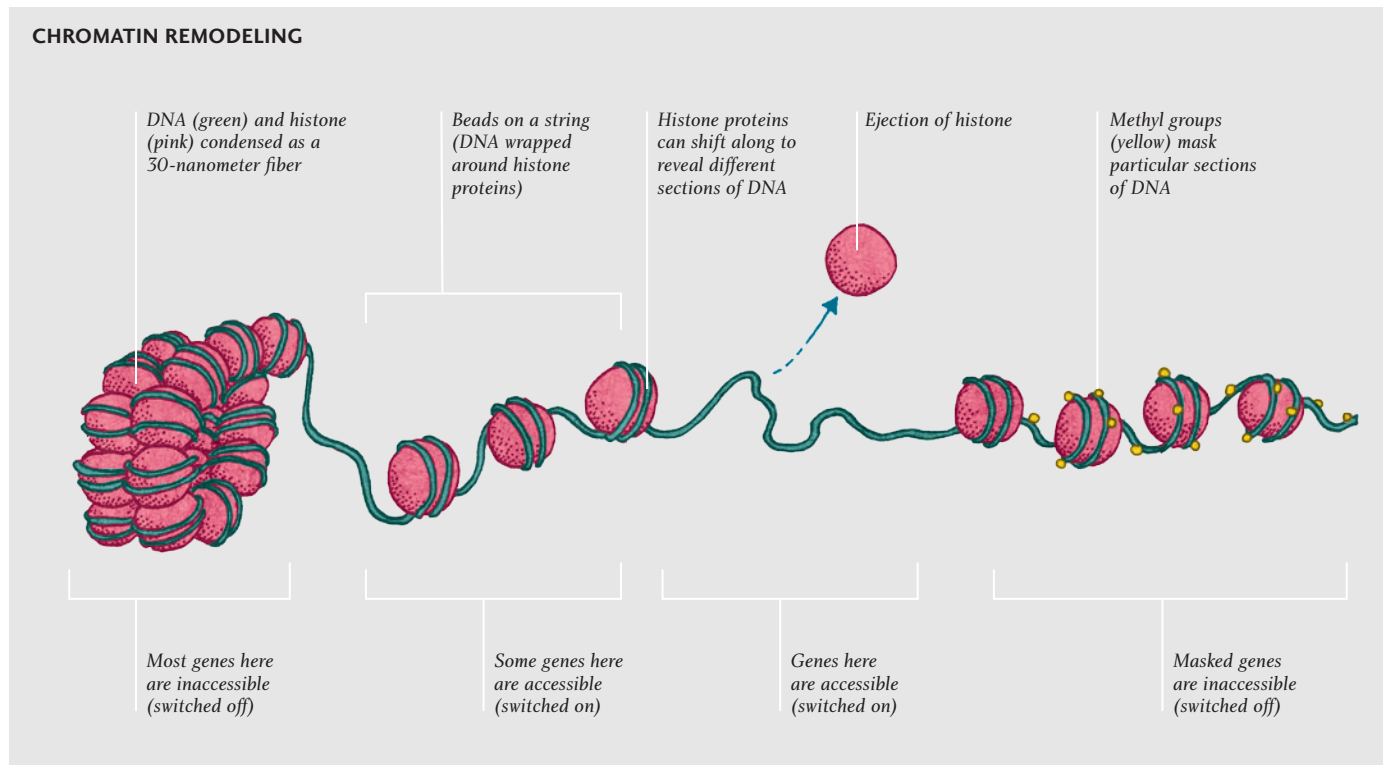 CHROMATIN REMODELING
DNA (green) and histone
(pink) condensed as a
30-nanometer fiber
Beads on a string
(DNA wrapped
around histone
proteins)
Histone proteins
can shift along to
reveal different
sections of DNA
Ejection of histone
Methyl groups
(yellow) mask
particular sections
of DNA
Most genes here
are inaccessible
(switched off)
Some genes here
are accessible
(switched on)
Genes here
are accessible
(switched on)
Masked genes
are inaccessible
(switched off)